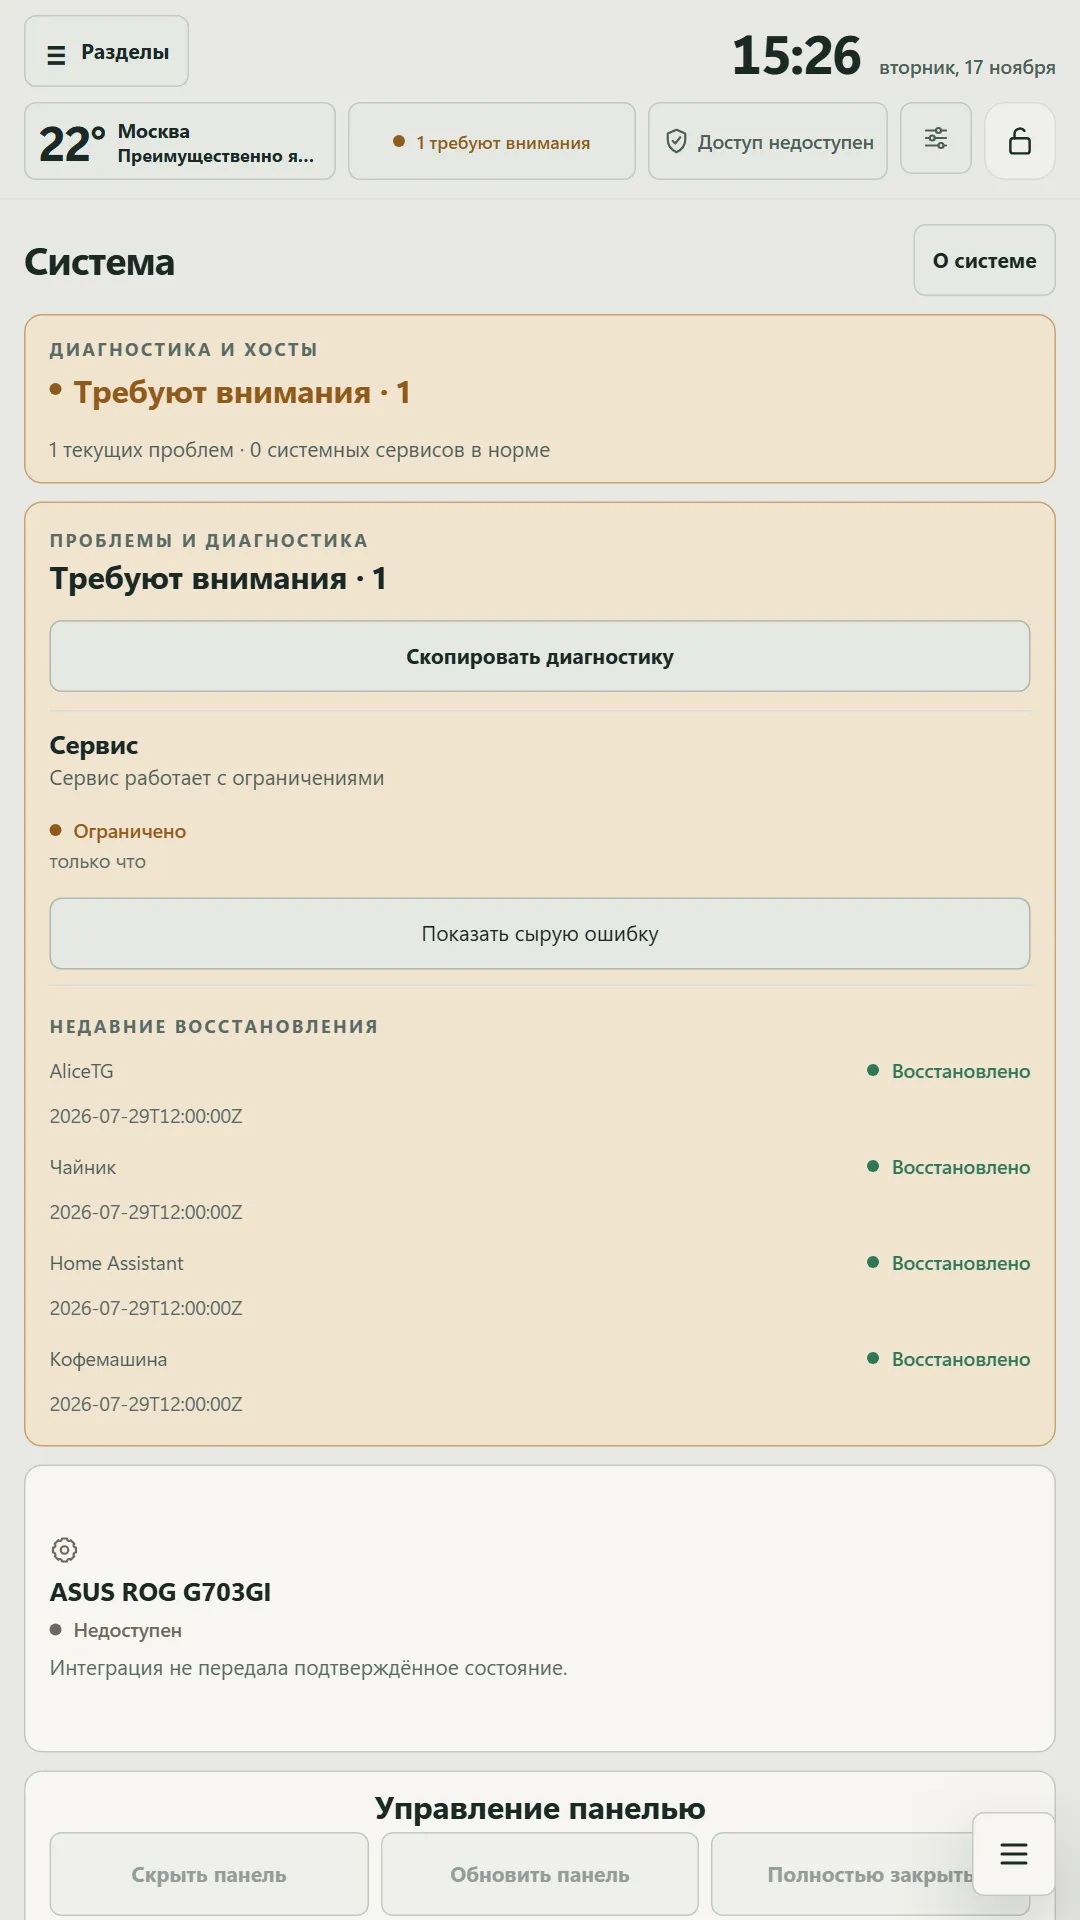 Разделы
15:26 вторник, 17 ноября
22° Москва
Преимущественно я...
1 требуют внимания
Доступ недоступен
Система
О системе
ДИАГНОСТИКА И ХОСТЫ
Требуют внимания · 1
1 текущих проблем · 0 системных сервисов в норме
ПРОБЛЕМЫ И ДИАГНОСТИКА
Требуют внимания · 1
Скопировать диагностику
Сервис
Сервис работает с ограничениями
Ограничено
только что
Показать сырую ошибку
НЕДАВНИЕ ВОССТАНОВЛЕНИЯ
AliceTG Восстановлено
2026-07-29T12:00:00Z
Чайник Восстановлено
2026-07-29T12:00:00Z
Home Assistant Восстановлено
2026-07-29T12:00:00Z
Кофемашина Восстановлено
2026-07-29T12:00:00Z
ASUS ROG G703GI
Недоступен
Интеграция не передала подтверждённое состояние.
Управление панелью
Скрыть панель
Обновить панель
Полностью закрыть